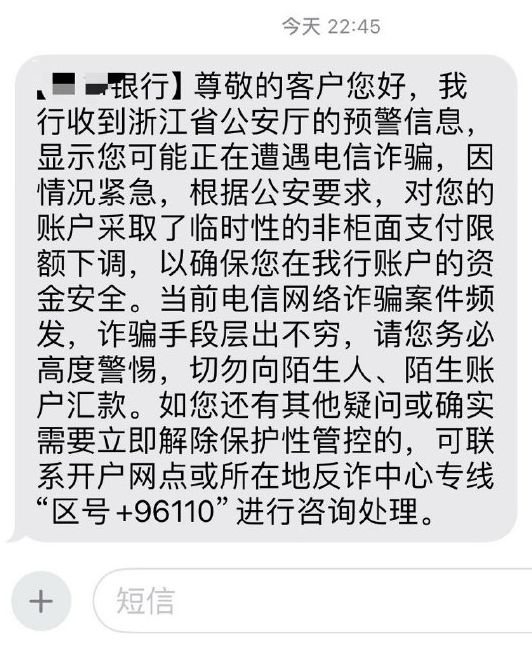 今天 22:45
【银行】尊敬的客户您好，我
行收到浙江省公安厅的预警信息，
显示您可能正在遭遇电信诈骗，因
情况紧急，根据公安要求，对您的
账户采取了临时性的非柜面支付限
额下调，以确保您在我行账户的资
金安全。当前电信网络诈骗案件频
发，诈骗手段层出不穷，请您务必
高度警惕，切勿向陌生人、陌生账
户汇款。如您还有其他疑问或确实
需要立即解除保护性管控的，可联
系开户网点或所在地反诈中心专线
“区号+96110”进行咨询处理。
短信